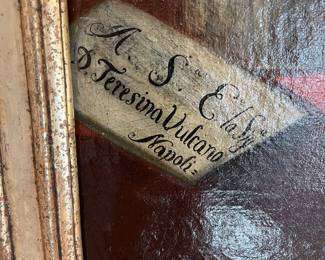 A. S. E. la Sig.
D. Teresina Vulcano
Napoli=